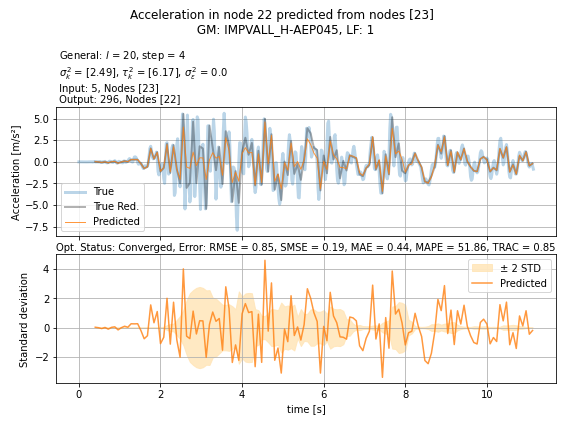 Acceleration in node 22 predicted from nodes [23]
GM: IMPVALL_H-AEP045, LF: 1
General: l = 20, step = 4
σ_k^2 = [2.49], τ_k^2 = [6.17], σ_ε^2 = 0.0
Input: 5, Nodes [23]
Output: 296, Nodes [22]
Acceleration [m/s²]
5.0
2.5
0.0
−2.5
−5.0
−7.5
True
True Red.
Predicted
Opt. Status: Converged, Error: RMSE = 0.85, SMSE = 0.19, MAE = 0.44, MAPE = 51.86, TRAC = 0.85
Standard deviation
4
2
0
−2
± 2 STD
Predicted
0 2 4 6 8 10
time [s]